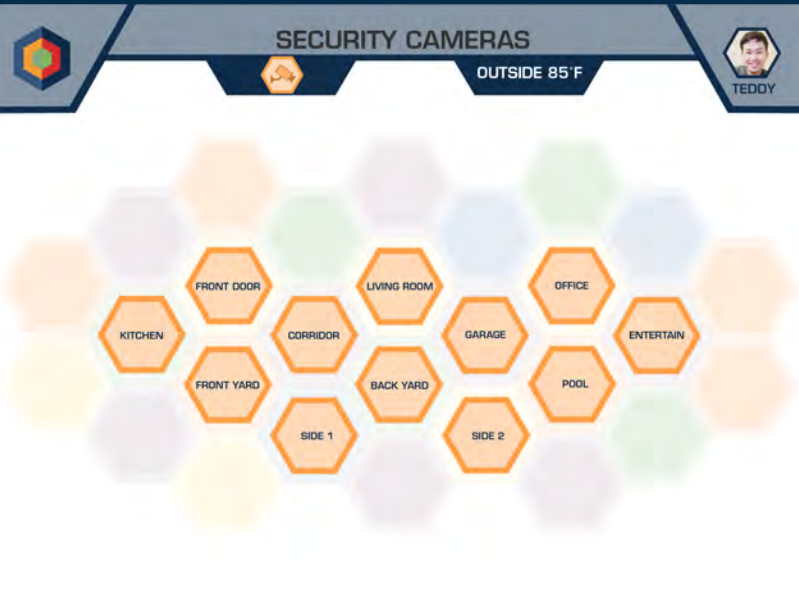 SECURITY CAMERAS
OUTSIDE 85°F
TEDDY
FRONT DOOR
LIVING ROOM
OFFICE
KITCHEN
CORRIDOR
GARAGE
ENTERTAIN
FRONT YARD
BACK YARD
POOL
SIDE 1
SIDE 2